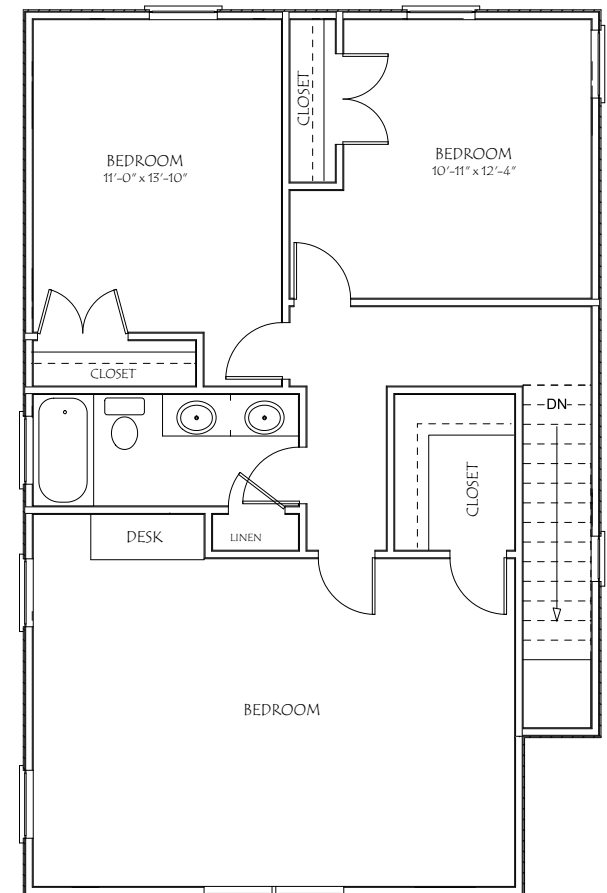 BEDROOM
11'-0" x 13'-10"
CLOSET
BEDROOM
10'-11" x 12'-4"
CLOSET
DN
CLOSET
DESK
LINEN
BEDROOM